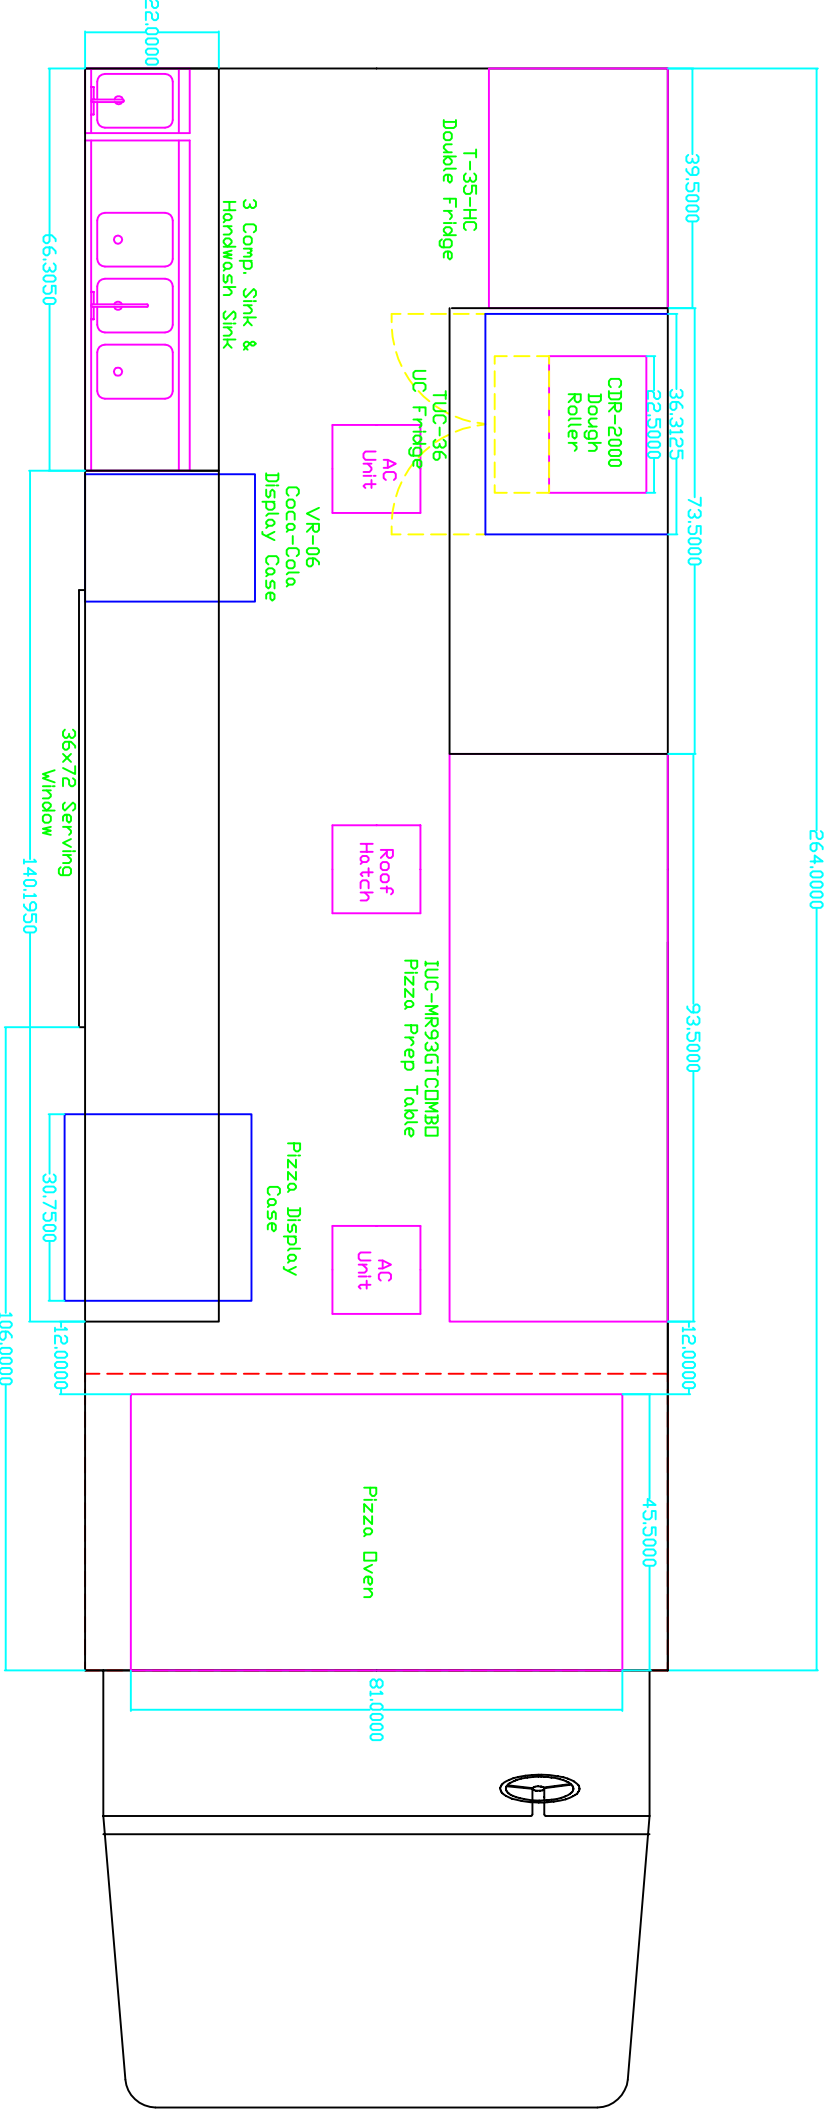 22.0000
39.5000
T-35-HC
Double Fridge
3 Comp. Sink &
Handwash Sink
66.3050
CDR-2000
Dough
Roller
22.5000
36.3125
TUC-36
UC Fridge
AC
Unit
73.5000
VR-06
Coca-Cola
Display Case
36x72 Serving
Window
140.1950
Roof
Hatch
264.0000
IUC-MR93GTCOMBO
Pizza Prep Table
93.5000
Pizza Display
Case
30.7500
AC
Unit
106.0000
12.0000
12.0000
Pizza Oven
45.5000
81.0000